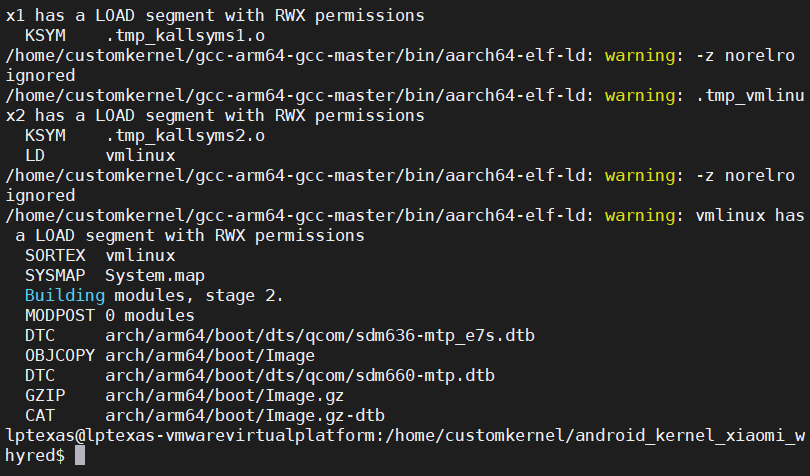 x1 has a LOAD segment with RWX permissions
  KSYM    .tmp_kallsyms1.o
/home/customkernel/gcc-arm64-gcc-master/bin/aarch64-elf-ld: warning: -z norelro
ignored
/home/customkernel/gcc-arm64-gcc-master/bin/aarch64-elf-ld: warning: .tmp_vmlinu
x2 has a LOAD segment with RWX permissions
  KSYM    .tmp_kallsyms2.o
  LD      vmlinux
/home/customkernel/gcc-arm64-gcc-master/bin/aarch64-elf-ld: warning: -z norelro
ignored
/home/customkernel/gcc-arm64-gcc-master/bin/aarch64-elf-ld: warning: vmlinux has
 a LOAD segment with RWX permissions
  SORTEX  vmlinux
  SYSMAP  System.map
  Building modules, stage 2.
  MODPOST 0 modules
  DTC     arch/arm64/boot/dts/qcom/sdm636-mtp_e7s.dtb
  OBJCOPY arch/arm64/boot/Image
  DTC     arch/arm64/boot/dts/qcom/sdm660-mtp.dtb
  GZIP    arch/arm64/boot/Image.gz
  CAT     arch/arm64/boot/Image.gz-dtb
lptexas@lptexas-vmwarevirtualplatform:/home/customkernel/android_kernel_xiaomi_w
hyred$